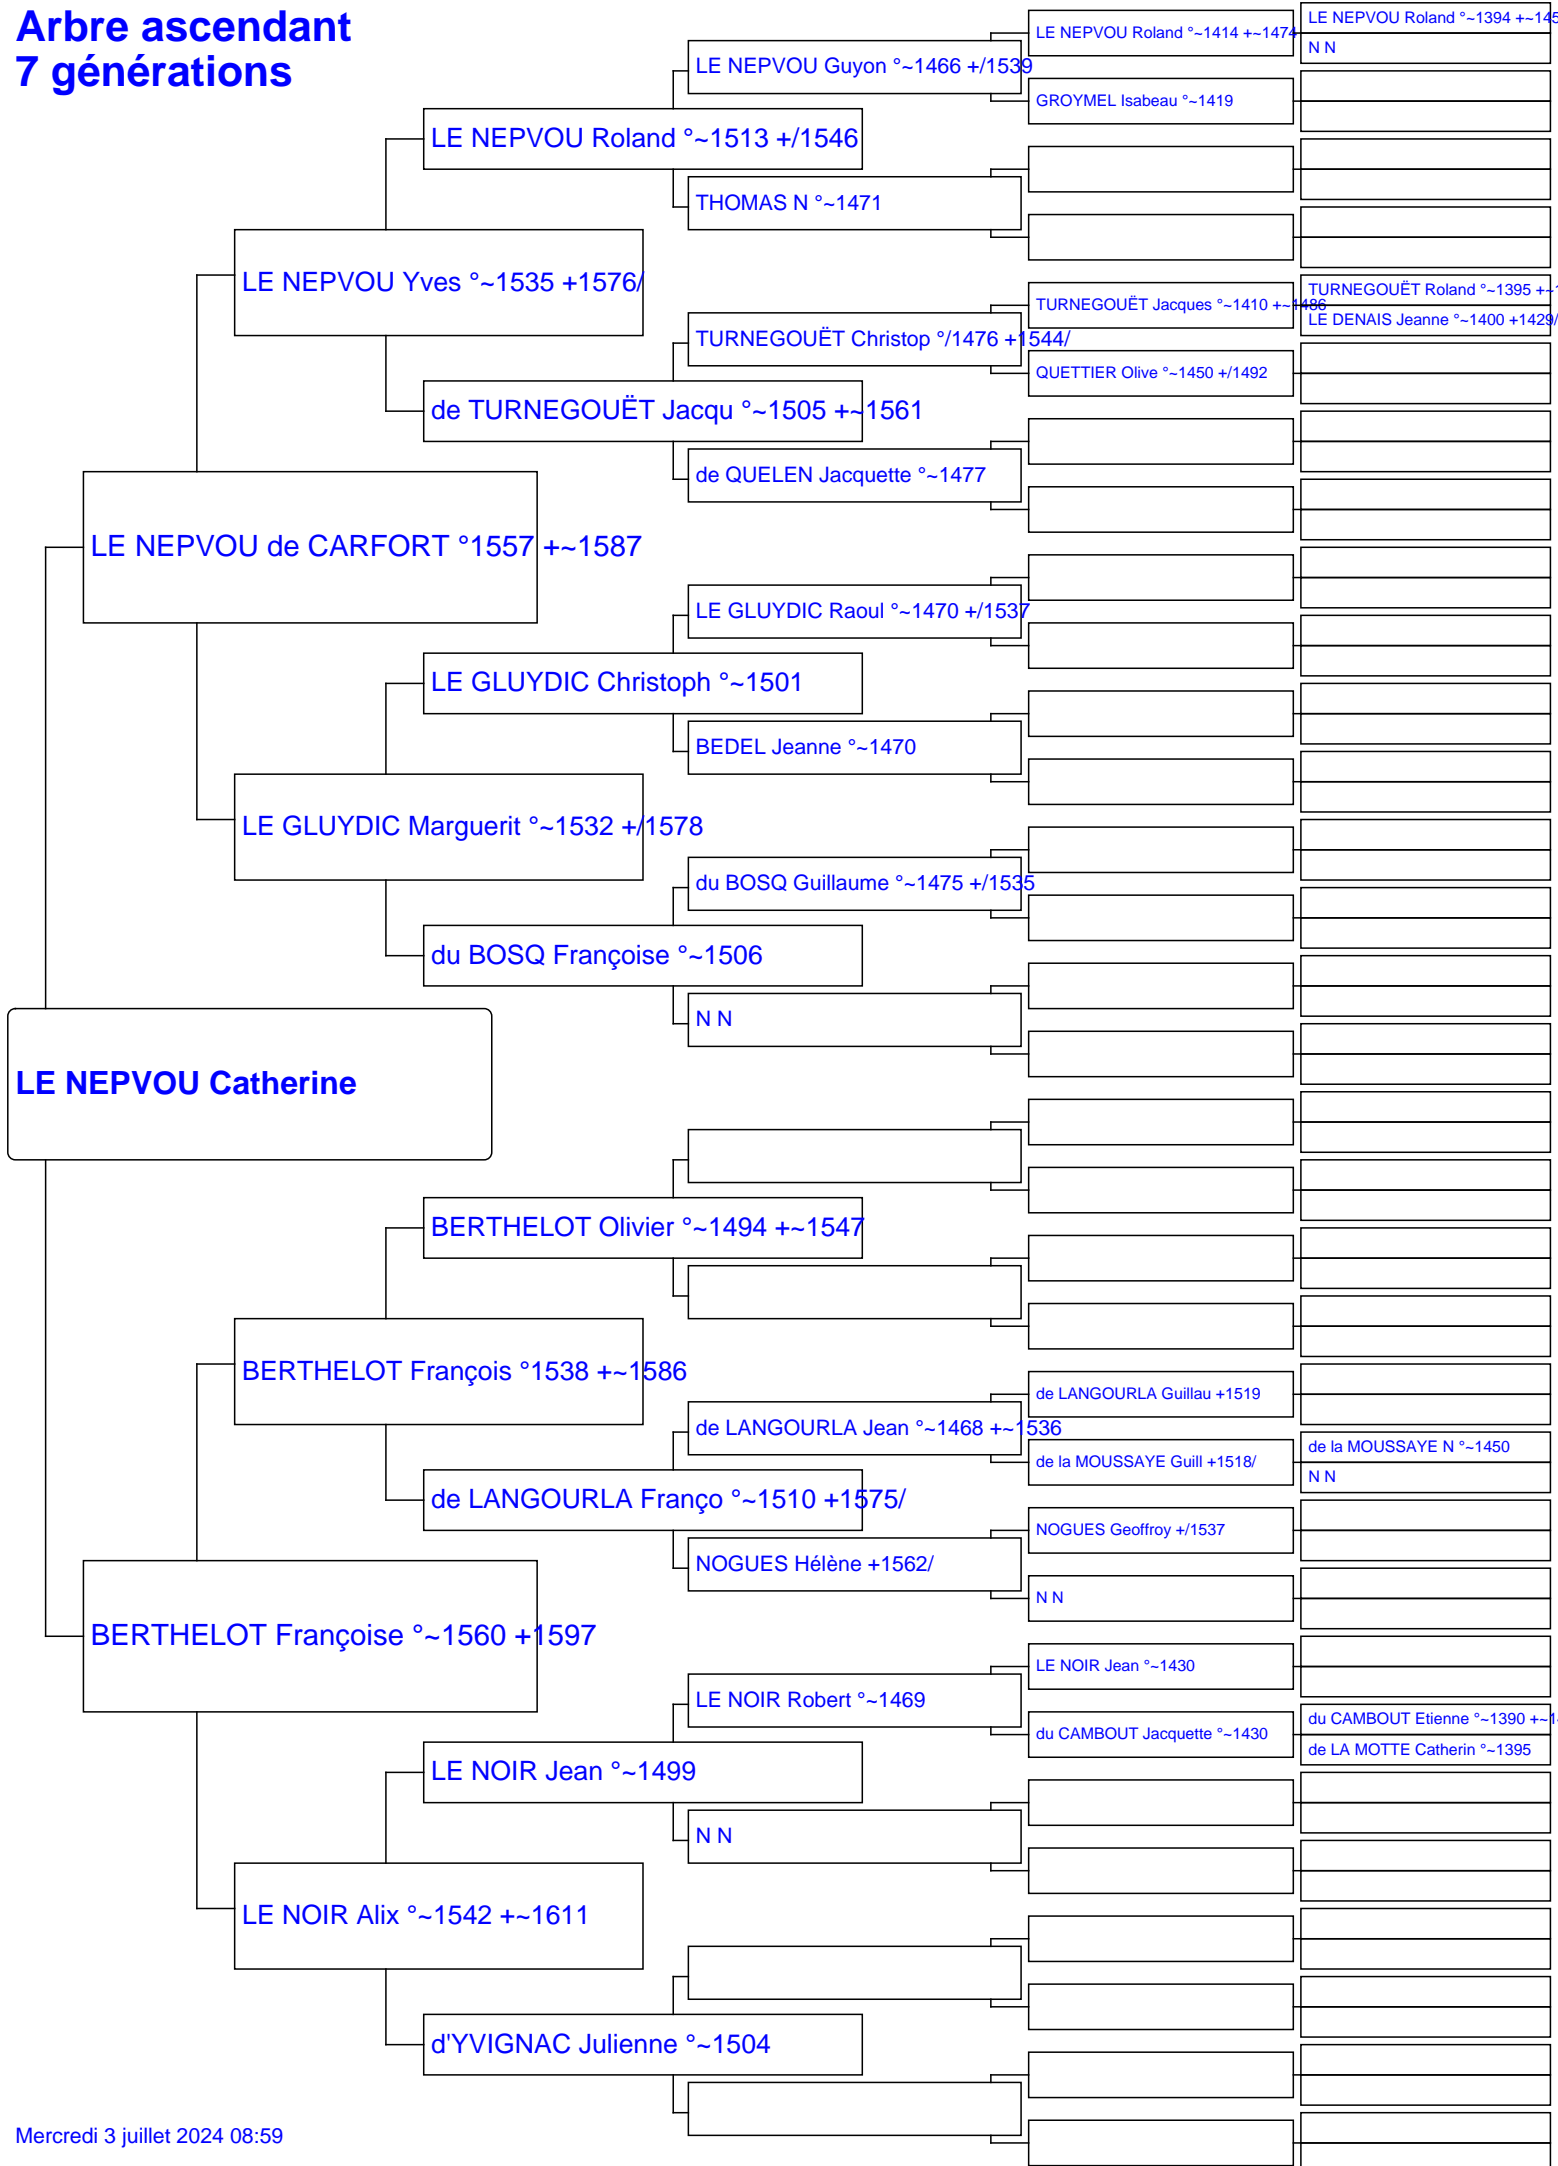 Arbre ascendant
7 générations
LE NEPVOU Roland °~1394 +~145
LE NEPVOU Roland °~1414 +~1474
N N
LE NEPVOU Guyon °~1466 +/1539
GROYMEL Isabeau °~1419
LE NEPVOU Roland °~1513 +/1546
THOMAS N °~1471
LE NEPVOU Yves °~1535 +1576/
TURNEGOUËT Roland °~1395 +~1
TURNEGOUËT Jacques °~1410 +~1486
LE DENAIS Jeanne °~1400 +1429/
TURNEGOUËT Christop °/1476 +1544/
QUETTIER Olive °~1450 +/1492
de TURNEGOUËT Jacqu °~1505 +~1561
de QUELEN Jacquette °~1477
LE NEPVOU de CARFORT °1557 +~1587
LE GLUYDIC Raoul °~1470 +/1537
LE GLUYDIC Christoph °~1501
BEDEL Jeanne °~1470
LE GLUYDIC Marguerit °~1532 +/1578
du BOSQ Guillaume °~1475 +/1535
du BOSQ Françoise °~1506
N N
LE NEPVOU Catherine
BERTHELOT Olivier °~1494 +~1547
BERTHELOT François °1538 +~1586
de LANGOURLA Guillau +1519
de LANGOURLA Jean °~1468 +~1536
de la MOUSSAYE N °~1450
de la MOUSSAYE Guill +1518/
N N
de LANGOURLA Franço °~1510 +1575/
NOGUES Geoffroy +/1537
NOGUES Hélène +1562/
N N
BERTHELOT Françoise °~1560 +1597
LE NOIR Jean °~1430
LE NOIR Robert °~1469
du CAMBOUT Etienne °~1390 +~1
du CAMBOUT Jacquette °~1430
de LA MOTTE Catherin °~1395
LE NOIR Jean °~1499
N N
LE NOIR Alix °~1542 +~1611
d'YVIGNAC Julienne °~1504
Mercredi 3 juillet 2024 08:59